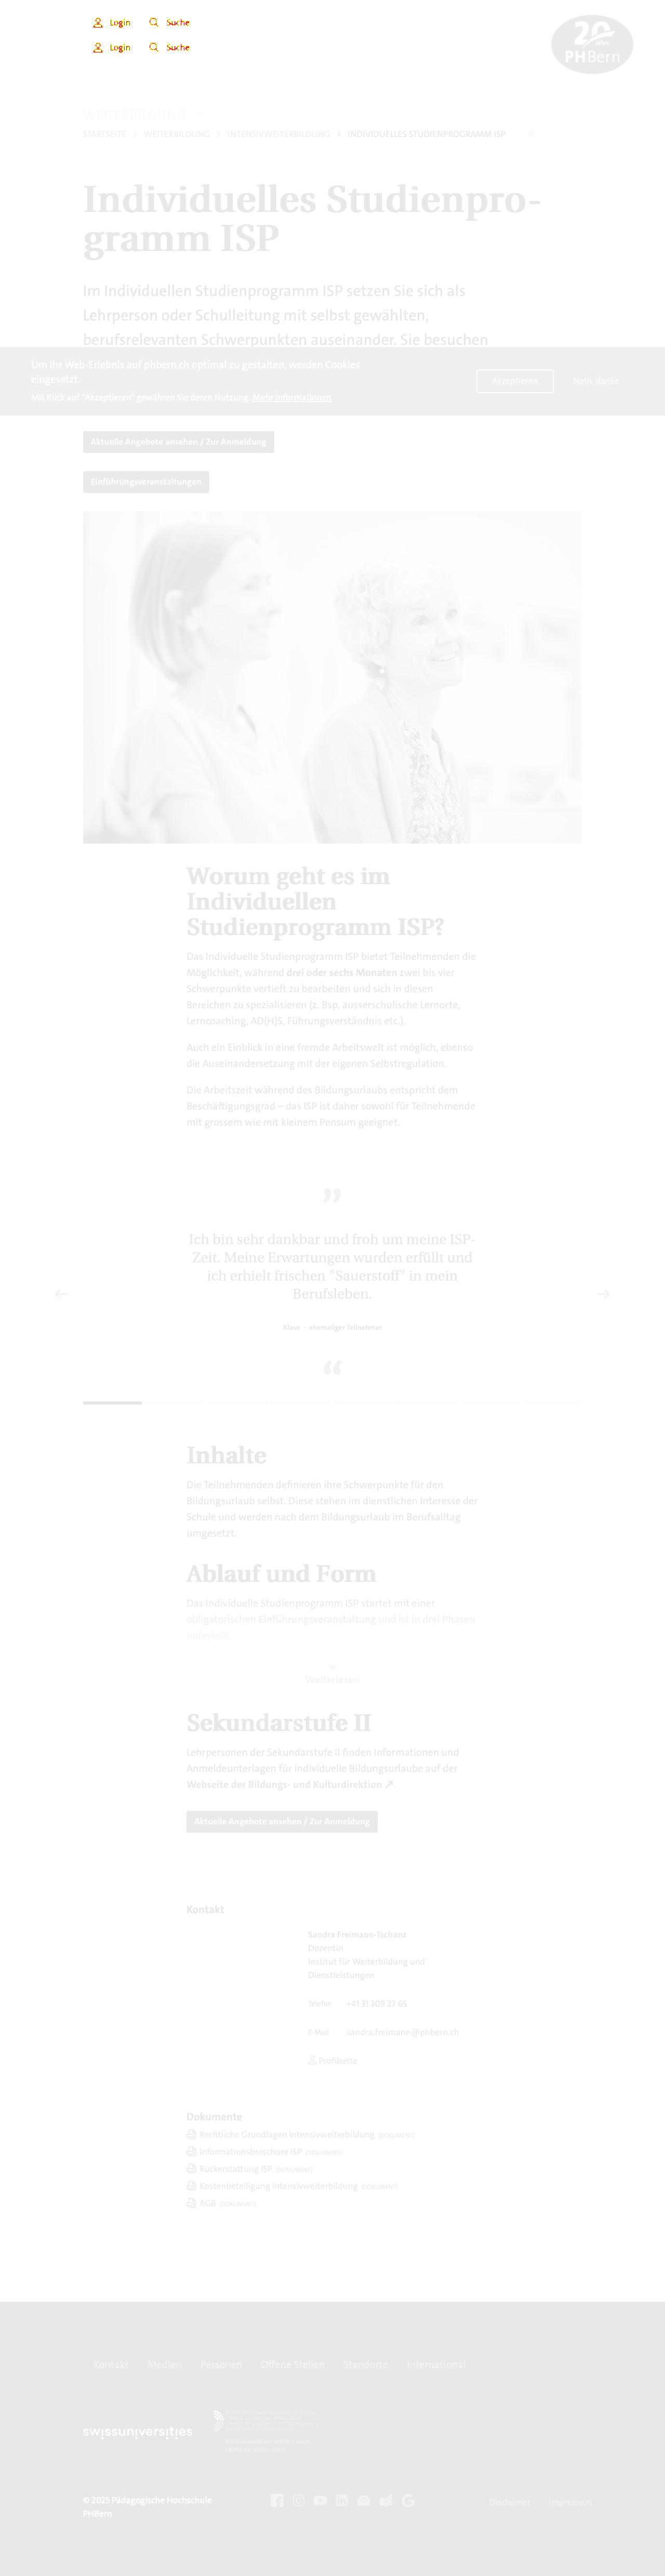 Login
Suche
Login
Suche
20
PHBern
STARTSEITE
WEITERBILDUNG
INTENSIVWEITERBILDUNG
INDIVIDUELLES STUDIENPROGRAMM ISP
Individuelles Studienpro-
gramm ISP
Im Individuellen Studienprogramm ISP setzen Sie sich als
Lehrperson oder Schulleitung mit selbst gewählten,
berufsrelevanten Schwerpunkten auseinander. Sie besuchen
Um Ihr Web-Erlebnis auf phbern.ch optimal zu gestalten, werden Cookies
eingesetzt.
Mit Klick auf "Akzeptieren" gewähren Sie deren Nutzung. Mehr Informationen
Akzeptieren
Nein, danke
Aktuelle Angebote ansehen / Zur Anmeldung
Einführungsveranstaltungen
Worum geht es im
Individuellen
Studienprogramm ISP?
Das Individuelle Studienprogramm ISP bietet Teilnehmenden die
Möglichkeit, während drei oder sechs Monaten zwei bis vier
Schwerpunkte vertieft zu bearbeiten und sich in diesen
Bereichen zu spezialisieren (z. Bsp. ausserschulische Lernorte,
Lerncoaching, AD(H)S, Führungsverständnis etc.).
Auch ein Einblick in eine fremde Arbeitswelt ist möglich, ebenso
die Auseinandersetzung mit der eigenen Selbstregulation.
Die Arbeitszeit während des Bildungsurlaubs entspricht dem
Beschäftigungsgrad – das ISP ist daher sowohl für Teilnehmende
mit grossem wie mit kleinem Pensum geeignet.
”
Ich bin sehr dankbar und froh um meine ISP-
Zeit. Meine Erwartungen wurden erfüllt und
ich erhielt frischen "Sauerstoff" in mein
Berufsleben.
Klaus - ehemaliger Teilnehmer
“
Inhalte
Die Teilnehmenden definieren ihre Schwerpunkte für den
Bildungsurlaub selbst. Diese stehen im dienstlichen Interesse der
Schule und werden nach dem Bildungsurlaub im Berufsalltag
umgesetzt.
Ablauf und Form
Das Individuelle Studienprogramm ISP startet mit einer
obligatorischen Einführungsveranstaltung und ist in drei Phasen
unterteilt:
Weiterlesen
Sekundarstufe II
Lehrpersonen der Sekundarstufe II finden Informationen und
Anmeldeunterlagen für individuelle Bildungsurlaube auf der
Webseite der Bildungs- und Kulturdirektion ↗.
Aktuelle Angebote ansehen / Zur Anmeldung
Kontakt
Sandra Freimann-Tschanz
Dozentin
Institut für Weiterbildung und
Dienstleistungen
Telefon +41 31 309 27 65
E-Mail sandra.freimann@phbern.ch
Profilseite
Dokumente
Rechtliche Grundlagen Intensivweiterbildung (DOKUMENT)
Informationsbroschüre ISP (DOKUMENT)
Rückerstattung ISP (DOKUMENT)
Kostenbeteiligung Intensivweiterbildung (DOKUMENT)
AGB (DOKUMENT)
Kontakt
Medien
Personen
Offene Stellen
Standorte
International
swissuniversities
© 2025 Pädagogische Hochschule
PHBern
Disclaimer
Impressum